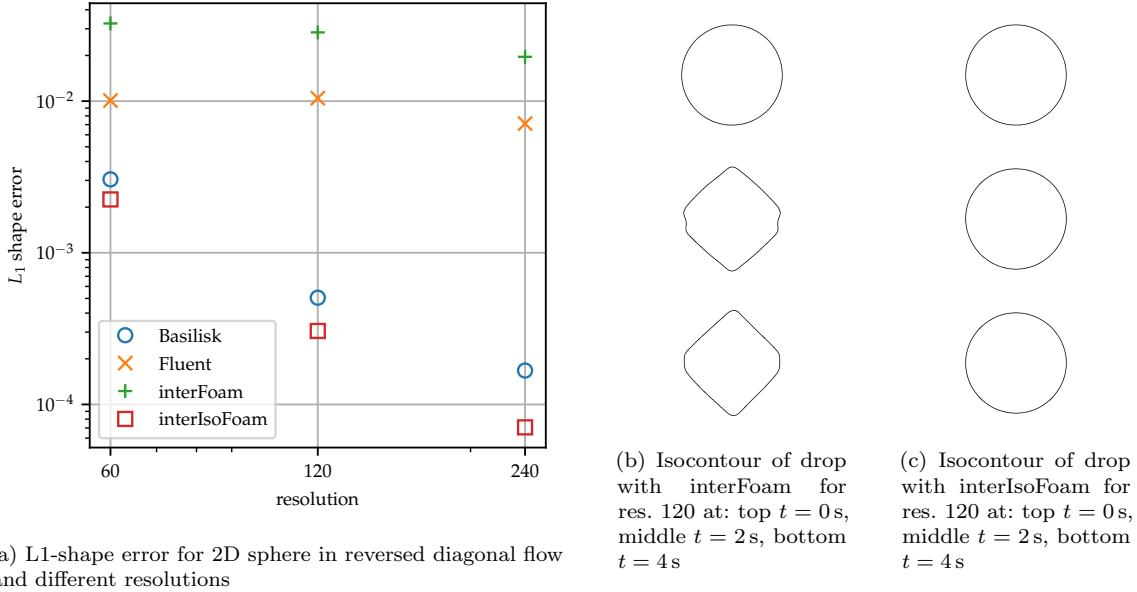 10−2
10−3
10−4
L1 shape error
Basilisk
Fluent
interFoam
interIsoFoam
60
120
240
resolution
a) L1-shape error for 2D sphere in reversed diagonal flow
and different resolutions
(b) Isocontour of drop
with interFoam for
res. 120 at: top t = 0 s,
middle t = 2 s, bottom
t = 4 s
(c) Isocontour of drop
with interIsoFoam for
res. 120 at: top t = 0 s,
middle t = 2 s, bottom
t = 4 s